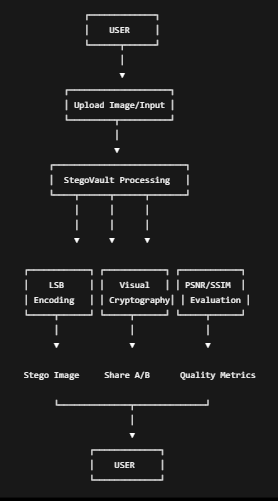 USER
Upload Image/Input
StegoVault Processing
LSB Visual PSNR/SSIM
Encoding Cryptography Evaluation
Stego Image Share A/B Quality Metrics
USER